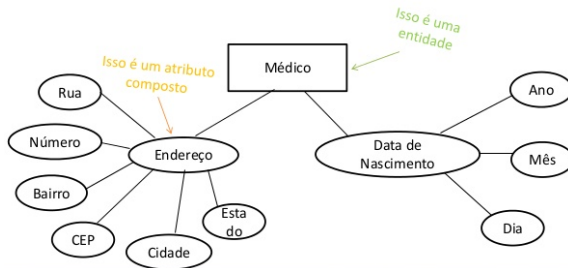 Isso é uma
entidade
Isso é um atributo
composto
Médico
Rua
Ano
Número
Endereço
Data de
Nascimento
Mês
Bairro
Esta
do
CEP
Cidade
Dia